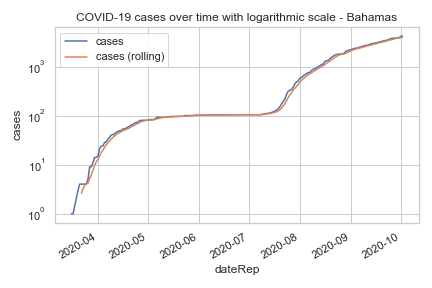 COVID-19 cases over time with logarithmic scale - Bahamas
cases
cases (rolling)
10³
10²
10¹
10⁰
cases
2020-04
2020-05
2020-06
2020-07
2020-08
2020-09
2020-10
dateRep